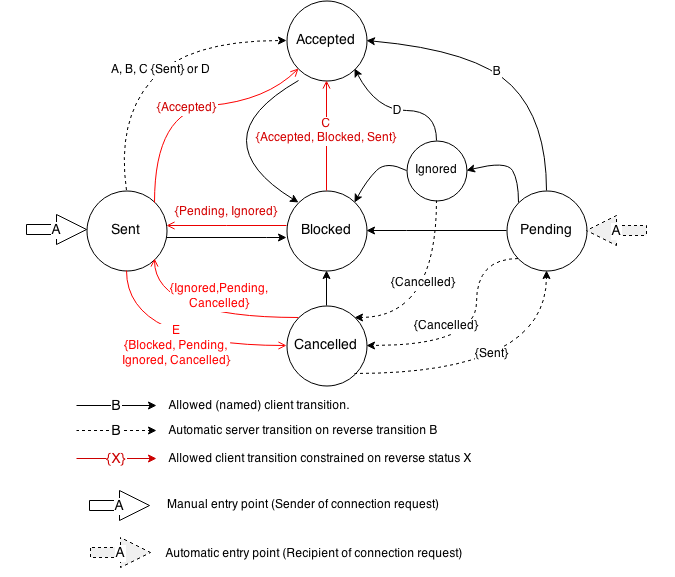 Accepted
A, B, C {Sent} or D
B
{Accepted}
D
C
{Accepted, Blocked, Sent}
Ignored
{Pending, Ignored}
A
Sent
Blocked
Pending
A
{Cancelled}
{Ignored,Pending,
Cancelled}
{Cancelled}
E
{Blocked, Pending,
Ignored, Cancelled}
Cancelled
{Sent}
B Allowed (named) client transition.
B Automatic server transition on reverse transition B
{X} Allowed client transition constrained on reverse status X
A Manual entry point (Sender of connection request)
A Automatic entry point (Recipient of connection request)